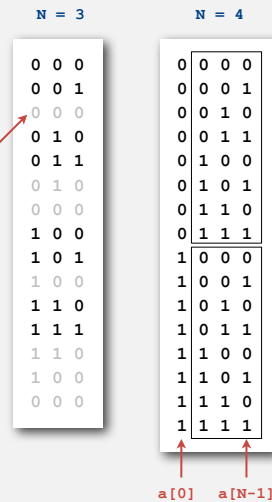 N = 3
0 0 0
0 0 1
0 0 0
0 1 0
0 1 1
0 1 0
0 0 0
1 0 0
1 0 1
1 0 0
1 1 0
1 1 1
1 1 0
1 0 0
0 0 0
N = 4
0 0 0 0
0 0 0 1
0 0 1 0
0 0 1 1
0 1 0 0
0 1 0 1
0 1 1 0
0 1 1 1
1 0 0 0
1 0 0 1
1 0 1 0
1 0 1 1
1 1 0 0
1 1 0 1
1 1 1 0
1 1 1 1
a[0] a[N-1]